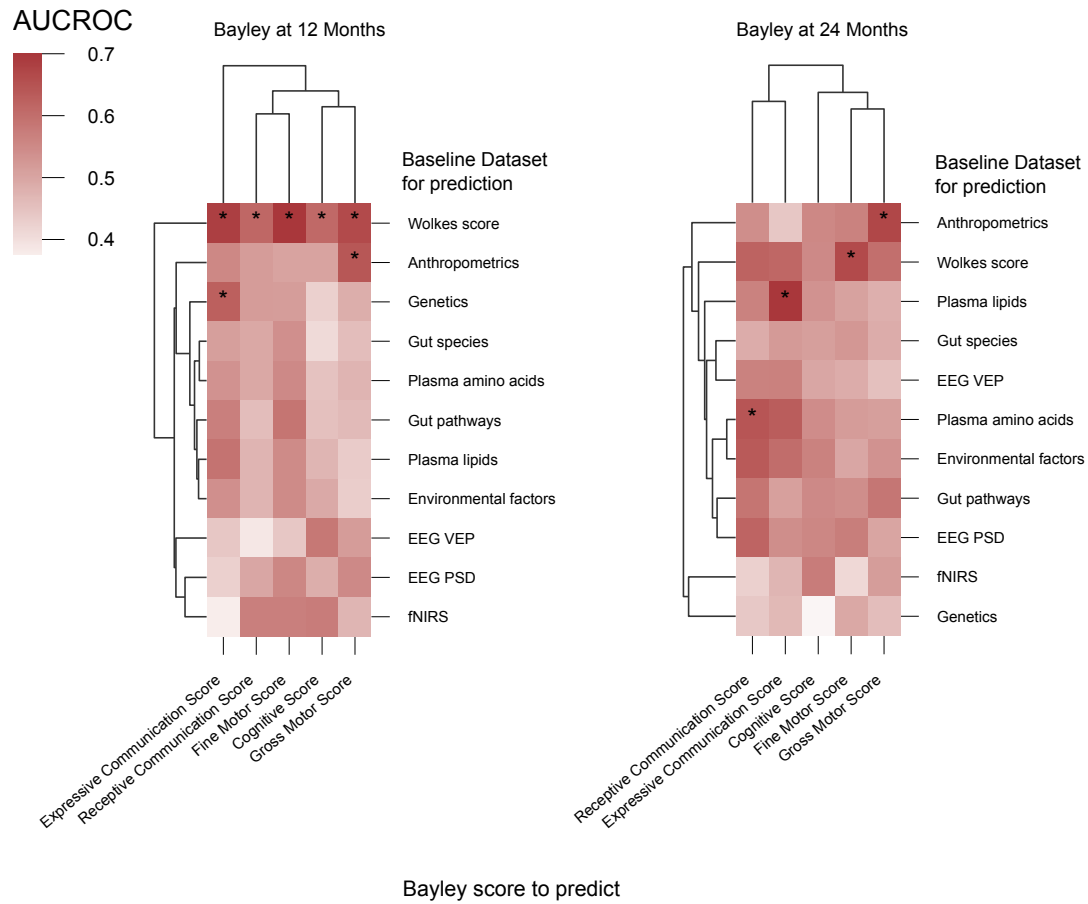 AUCROC
0.7
0.6
0.5
0.4
Bayley at 12 Months
Baseline Dataset
for prediction
* * * * *
Wolkes score
*
Anthropometrics
*
Genetics
Gut species
Plasma amino acids
Gut pathways
Plasma lipids
Environmental factors
EEG VEP
EEG PSD
fNIRS
Expressive Communication Score
Receptive Communication Score
Fine Motor Score
Cognitive Score
Gross Motor Score
Bayley at 24 Months
Baseline Dataset
for prediction
*
Anthropometrics
*
Wolkes score
*
Plasma lipids
Gut species
EEG VEP
*
Plasma amino acids
Environmental factors
Gut pathways
EEG PSD
fNIRS
Genetics
Receptive Communication Score
Expressive Communication Score
Cognitive Score
Fine Motor Score
Gross Motor Score
Bayley score to predict